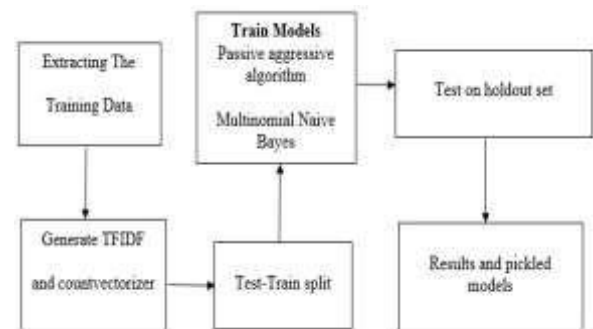 Extracting The
Training Data
Generate TFIDF
and countvectorizer
Test-Train split
Train Models
Passive aggressive
algorithm
Multinomial Naive
Bayes
Test on holdout set
Results and pickled
models